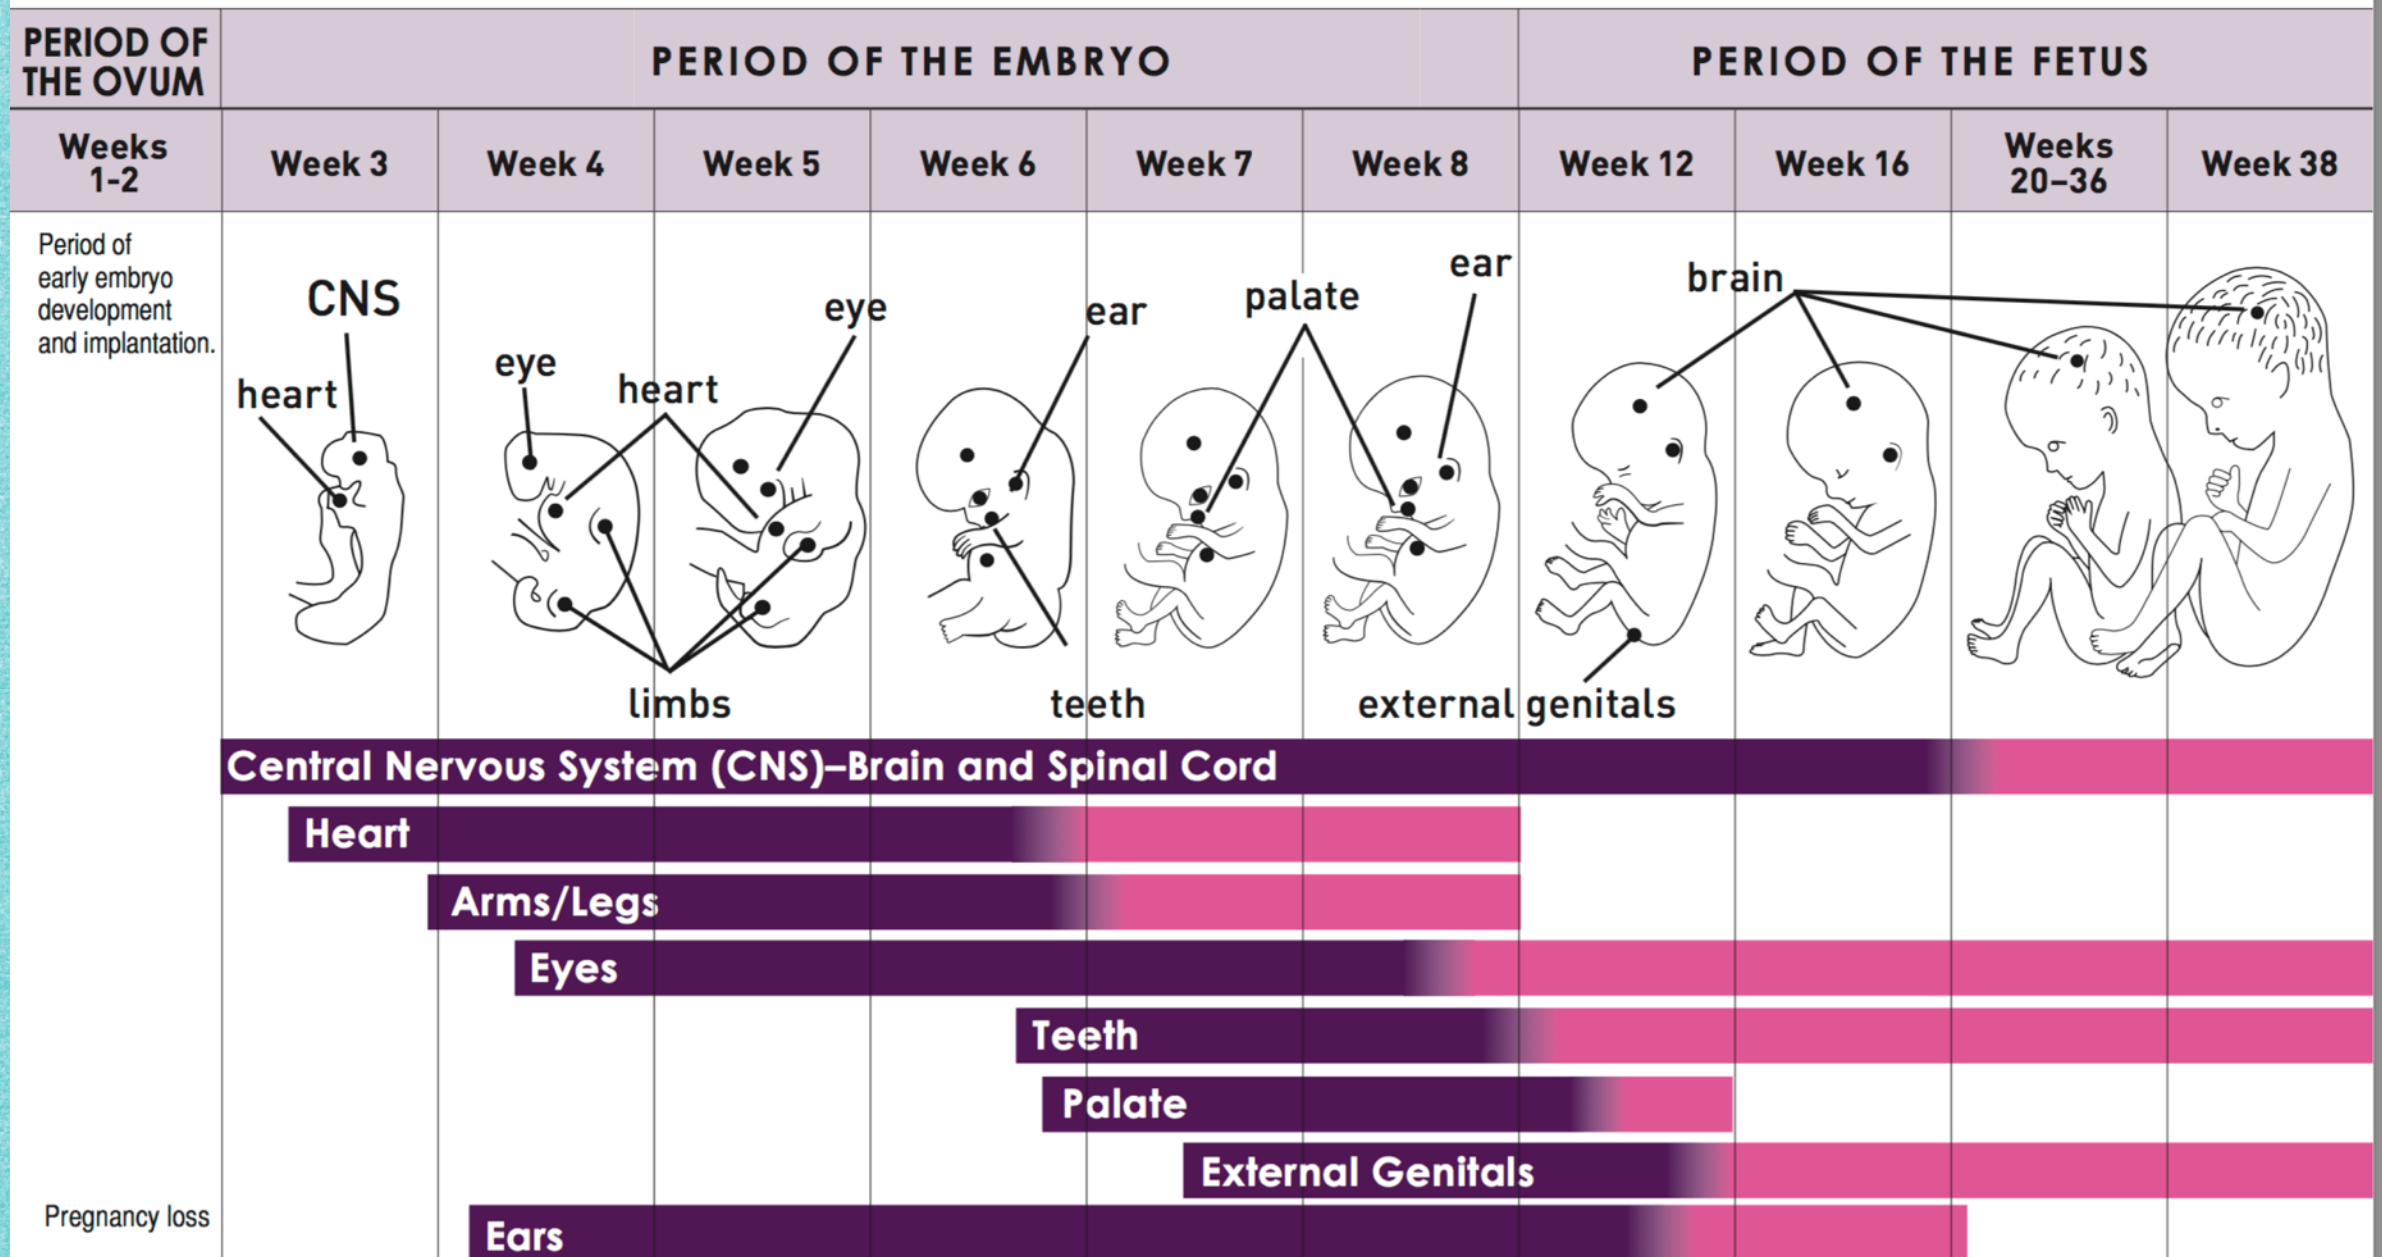 PERIOD OF
THE OVUM
PERIOD OF THE EMBRYO
PERIOD OF THE FETUS
Weeks
1-2
Week 3
Week 4
Week 5
Week 6
Week 7
Week 8
Week 12
Week 16
Weeks
20–36
Week 38
Period of
early embryo
development
and implantation.
CNS
heart
eye
heart
eye
ear
palate
ear
brain
limbs
teeth
external genitals
Central Nervous System (CNS)–Brain and Spinal Cord
Heart
Arms/Legs
Eyes
Teeth
Palate
External Genitals
Pregnancy loss
Ears